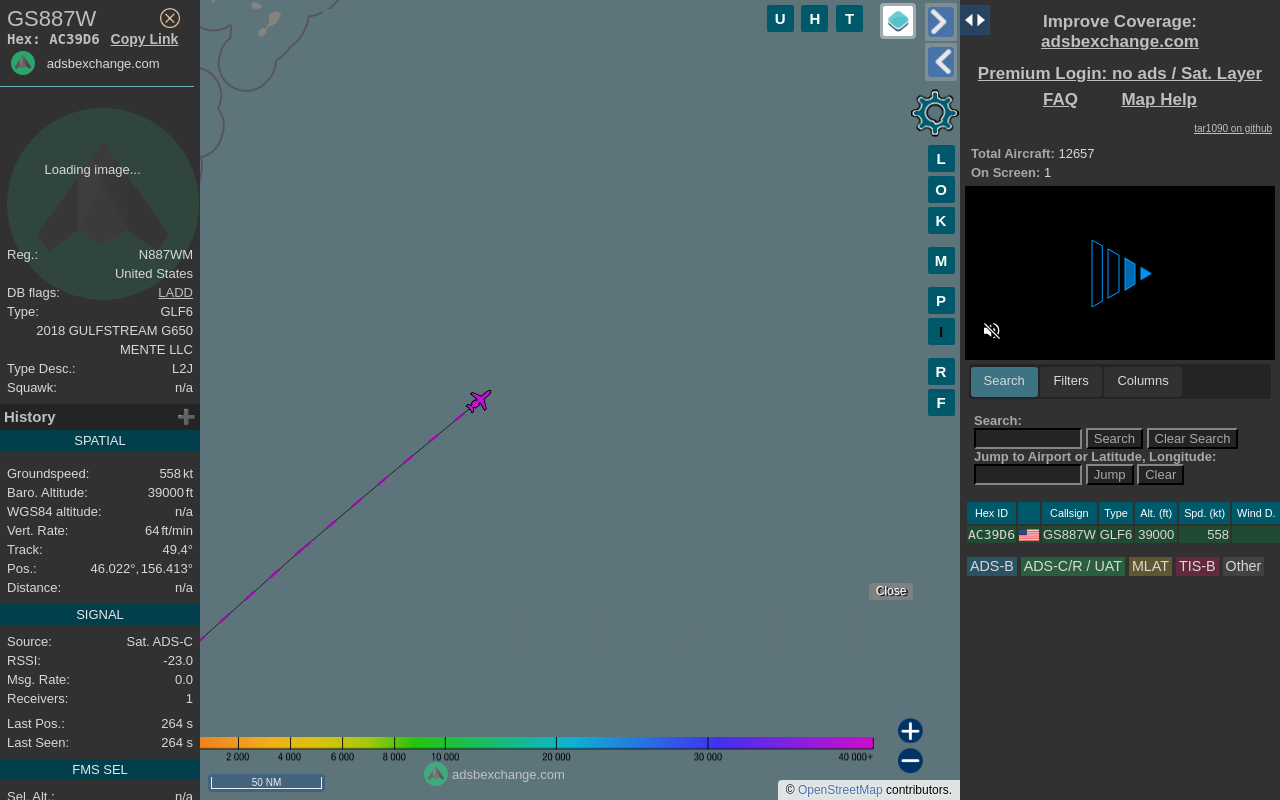 GS887W
Hex: AC39D6 Copy Link
adsbexchange.com
Loading image...
Reg.: N887WM
United States
DB flags: LADD
Type: GLF6
2018 GULFSTREAM G650
MENTE LLC
Type Desc.: L2J
Squawk: n/a
History
SPATIAL
Groundspeed: 558 kt
Baro. Altitude: 39000 ft
WGS84 altitude: n/a
Vert. Rate: 64 ft/min
Track: 49.4°
Pos.: 46.022°, 156.413°
Distance: n/a
SIGNAL
Source: Sat. ADS-C
RSSI: -23.0
Msg. Rate: 0.0
Receivers: 1
Last Pos.: 264 s
Last Seen: 264 s
FMS SEL
Sel. Alt.: n/a
U H T
L
O
K
M
P
I
R
F
Close
2 000 4 000 6 000 8 000 10 000 20 000 30 000 40 000+
50 NM
adsbexchange.com
© OpenStreetMap contributors.
Improve Coverage:
adsbexchange.com
Premium Login: no ads / Sat. Layer
FAQ Map Help
tar1090 on github
Total Aircraft: 12657
On Screen: 1
Search Filters Columns
Search:
Search Clear Search
Jump to Airport or Latitude, Longitude:
Jump Clear
Hex ID Callsign Type Alt. (ft) Spd. (kt) Wind D.
AC39D6 GS887W GLF6 39000 558
ADS-B ADS-C/R / UAT MLAT TIS-B Other